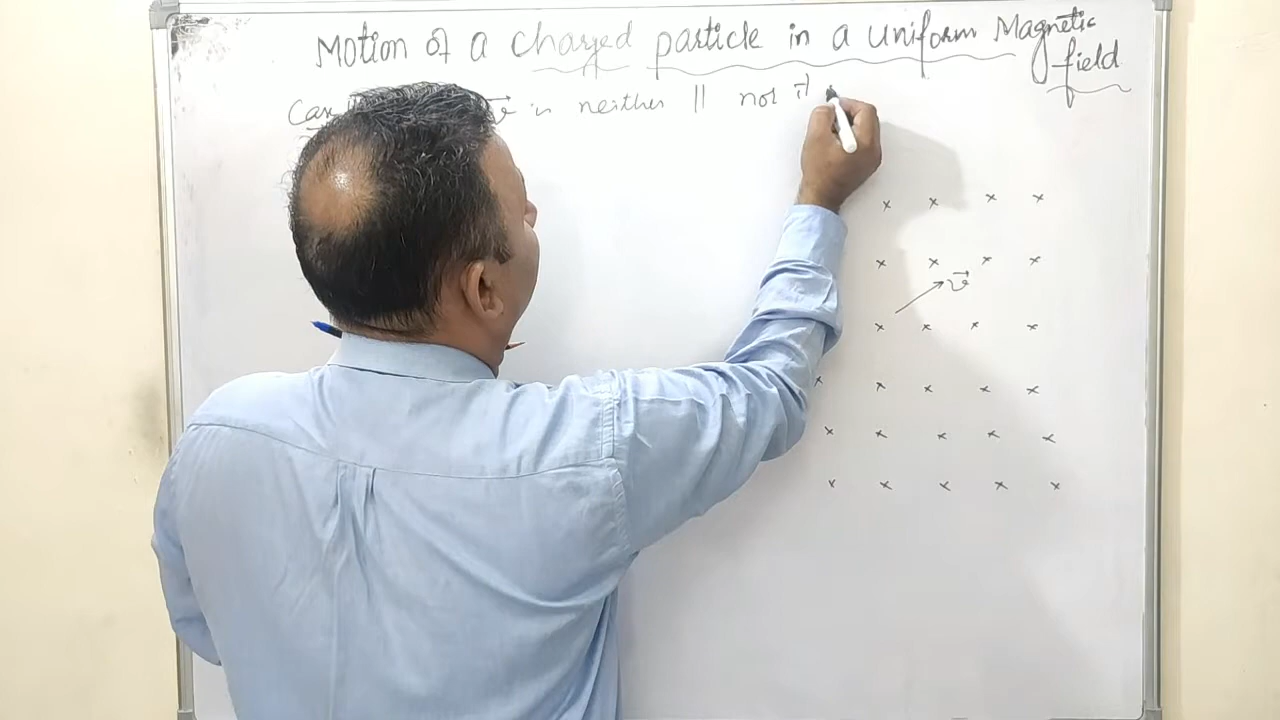 Motion of a charged particle in a uniform Magnetic
field
v⃗ is neither || nor
v⃗